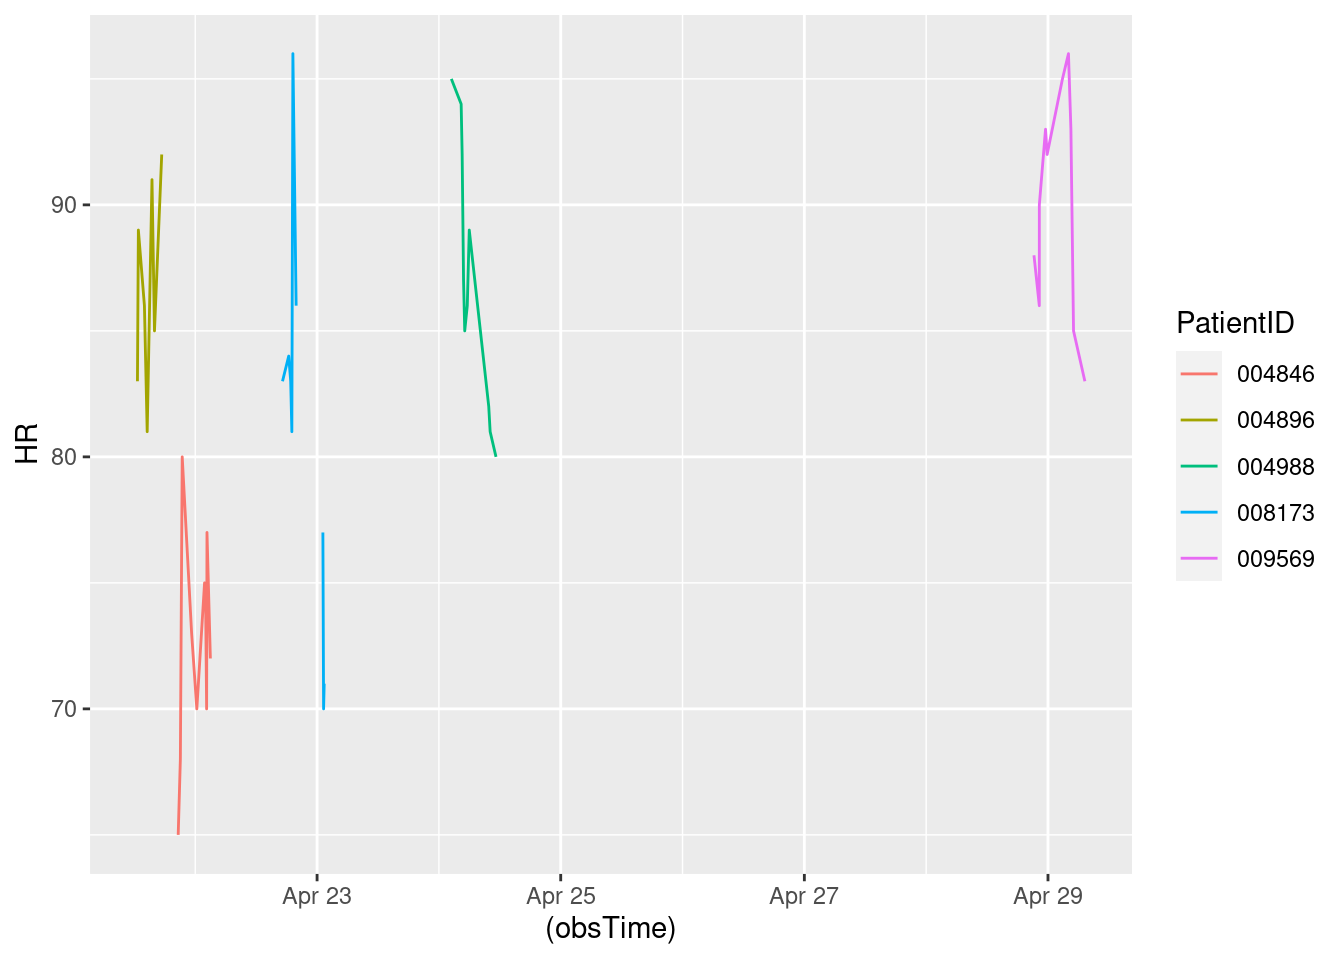 90
80
70
HR
Apr 23
Apr 25
Apr 27
Apr 29
(obsTime)
PatientID
004846
004896
004988
008173
009569